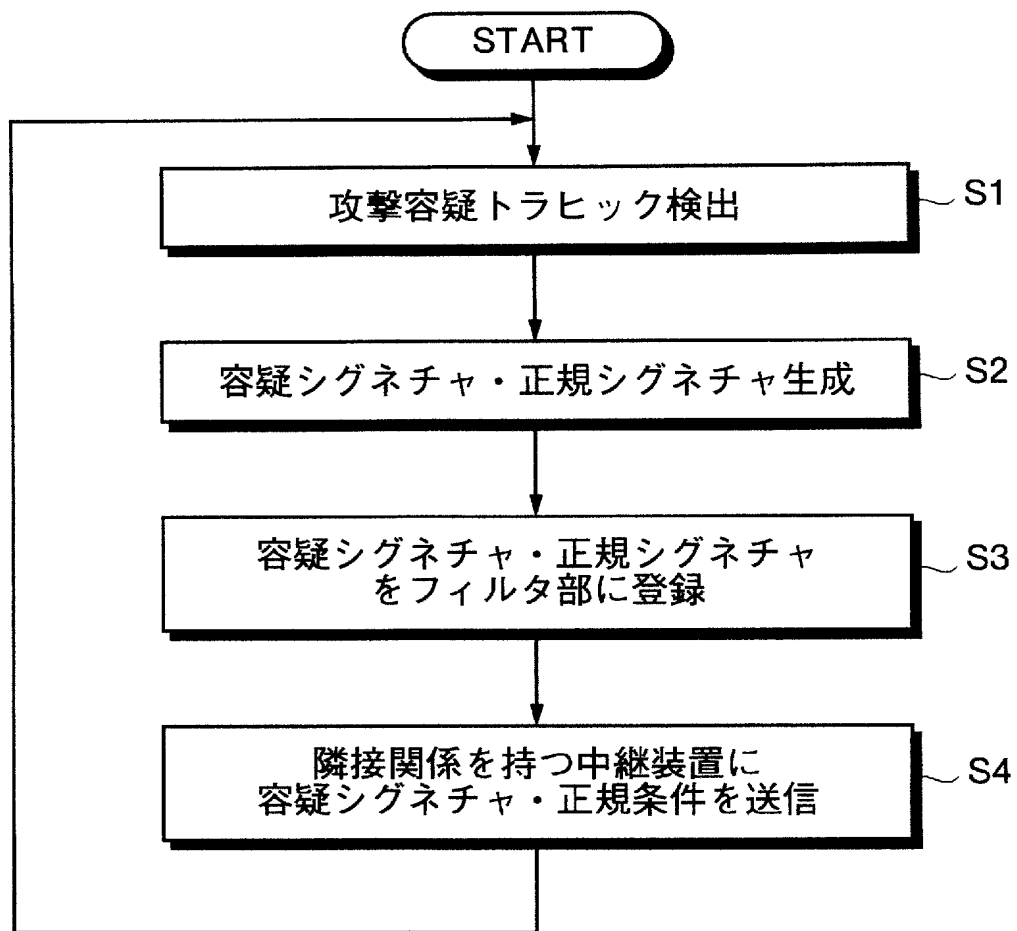 START
攻撃容疑トラヒック検出
S1
容疑シグネチャ・正規シグネチャ生成
S2
容疑シグネチャ・正規シグネチャ
をフィルタ部に登録
S3
隣接関係を持つ中継装置に
容疑シグネチャ・正規条件を送信
S4